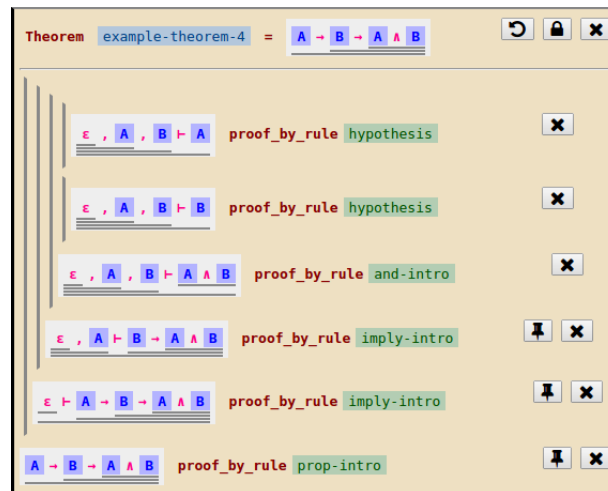 Theorem example-theorem-4 = A → B → A ∧ B
ε , A , B ⊢ A proof_by_rule hypothesis
ε , A , B ⊢ B proof_by_rule hypothesis
ε , A , B ⊢ A ∧ B proof_by_rule and-intro
ε , A ⊢ B → A ∧ B proof_by_rule imply-intro
ε ⊢ A → B → A ∧ B proof_by_rule imply-intro
A → B → A ∧ B proof_by_rule prop-intro